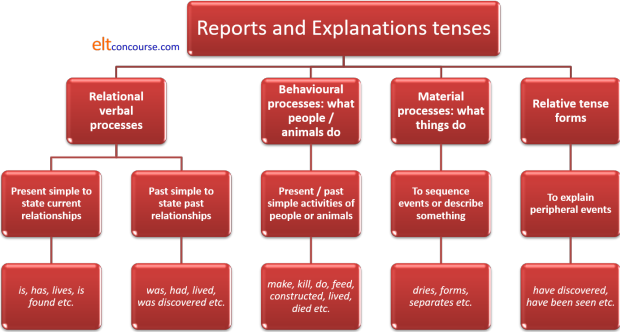 Reports and Explanations tenses
eltconcourse.com
Relational
verbal
processes
Behavioural
processes: what
people /
animals do
Material
processes: what
things do
Relative tense
forms
Present simple to
state current
relationships
Past simple to
state past
relationships
Present / past
simple activities of
people or animals
To sequence
events or describe
something
To explain
peripheral events
is, has, lives, is
found etc.
was, had, lived,
was discovered etc.
make, kill, do, feed,
constructed, lived,
died etc.
dries, forms,
separates etc.
have discovered,
have been seen etc.